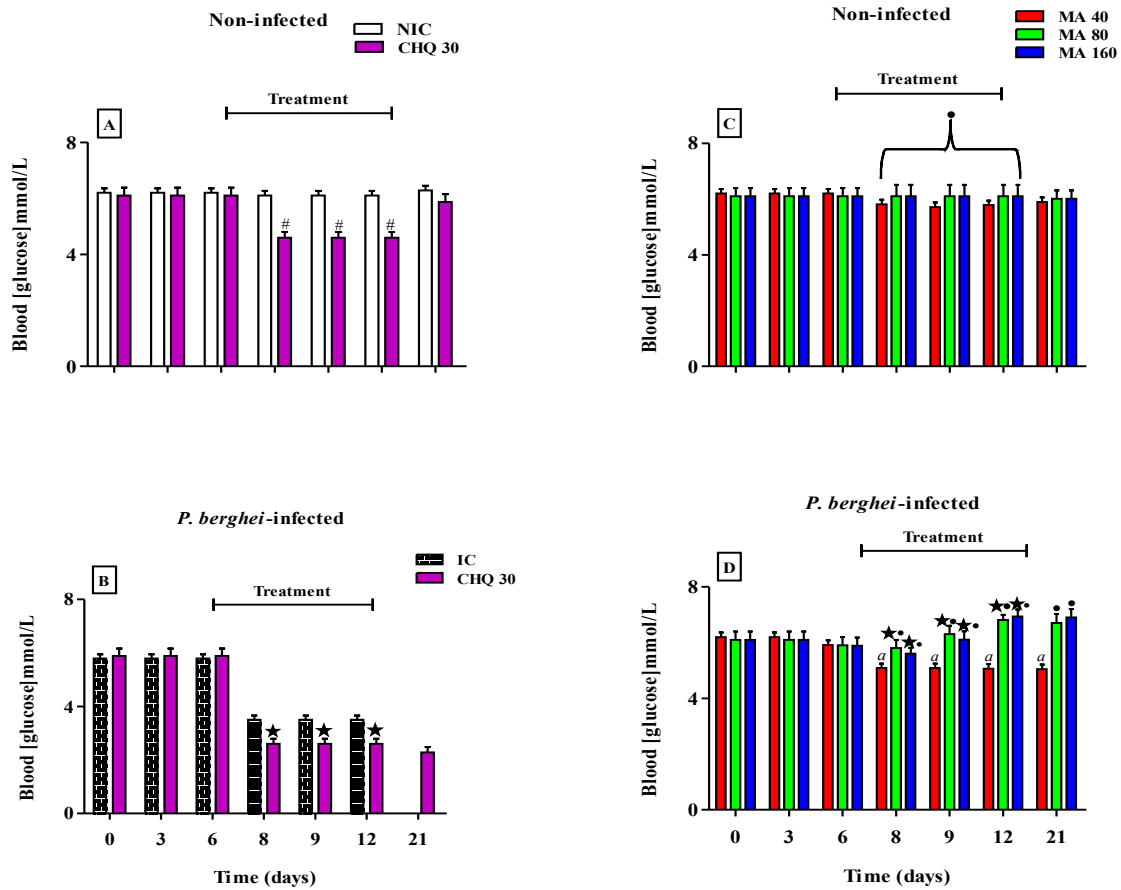 Non-infected
NIC
CHQ 30
Treatment
A
8
#
#
#
4
0
Blood [glucose]mmol/L
Non-infected
MA 40
MA 80
MA 160
Treatment
C
8
4
0
Blood [glucose]mmol/L
P. berghei-infected
IC
CHQ 30
Treatment
B
8
4
0
Blood [glucose]mmol/L
0 3 6 8 9 12 21
Time (days)
P. berghei-infected
Treatment
D
8
a
a
a
a
4
0
Blood [glucose]mmol/L
0 3 6 8 9 12 21
Time (days)